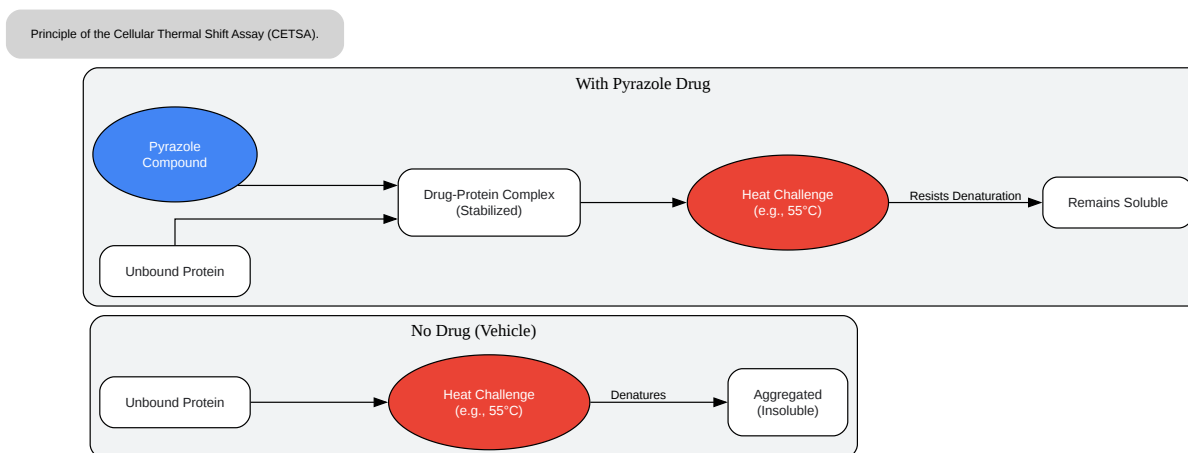 Principle of the Cellular Thermal Shift Assay (CETSA).
With Pyrazole Drug
Pyrazole
Compound
Drug-Protein Complex
(Stabilized)
Heat Challenge
(e.g., 55°C)
Resists Denaturation
Remains Soluble
Unbound Protein
No Drug (Vehicle)
Unbound Protein
Heat Challenge
(e.g., 55°C)
Denatures
Aggregated
(Insoluble)